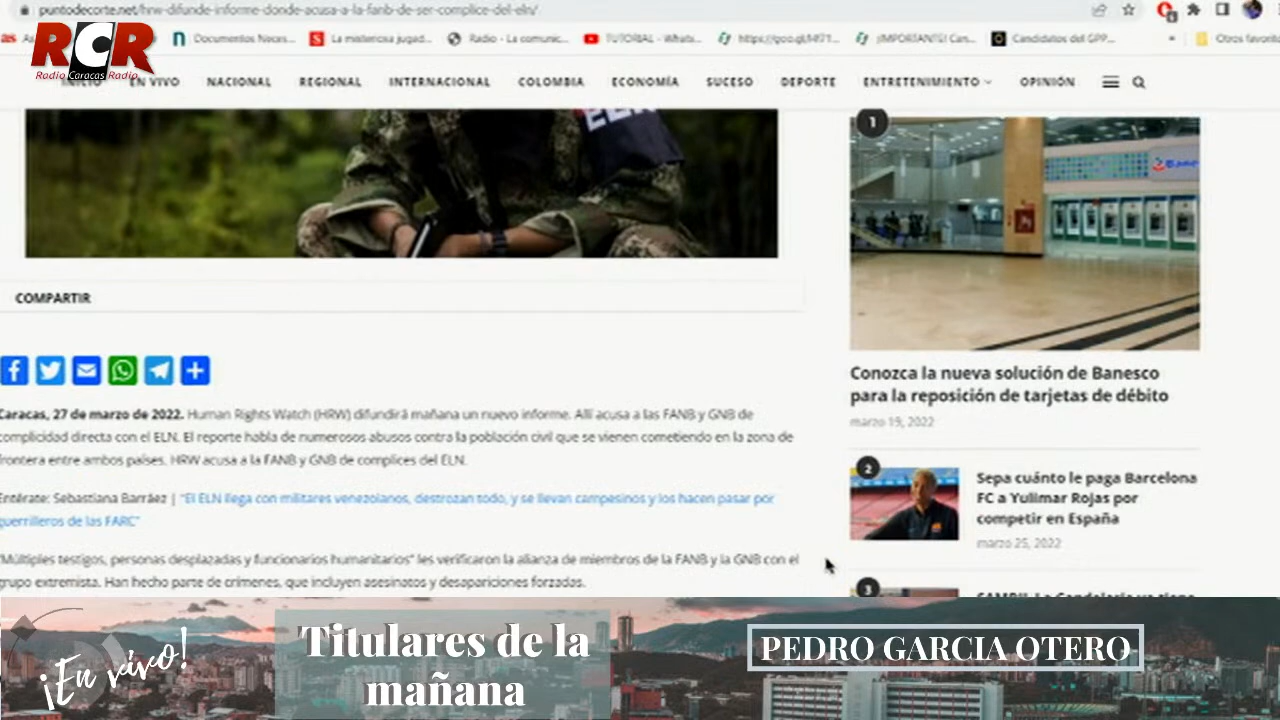 puntodecorte.net/hrw-difunde-informe-donde-acusa-a-la-fanb-de-ser-complice-del-eln/
Documentos Neces...
La misteriosa jugad...
Radio - La comunic...
TUTORIAL - Whats...
¡IMPORTANTE! Can...
Candidatos del GPP...
Otros favorito
RCR
Radio Caracas Radio
INICIO
EN VIVO
NACIONAL
REGIONAL
INTERNACIONAL
COLOMBIA
ECONOMÍA
SUCESO
DEPORTE
ENTRETENIMIENTO
OPINIÓN
ELN
1
COMPARTIR
Caracas, 27 de marzo de 2022. Human Rights Watch (HRW) difundirá mañana un nuevo informe. Allí acusa a las FANB y GNB de
complicidad directa con el ELN. El reporte habla de numerosos abusos contra la población civil que se vienen cometiendo en la zona de
frontera entre ambos países. HRW acusa a la FANB y GNB de complices del ELN.
Entérate: Sebastiana Barráez | "El ELN llega con militares venezolanos, destrozan todo, y se llevan campesinos y los hacen pasar por
guerrilleros de las FARC"
"Múltiples testigos, personas desplazadas y funcionarios humanitarios" les verificaron la alianza de miembros de la FANB y la GNB con el
grupo extremista. Han hecho parte de crímenes, que incluyen asesinatos y desapariciones forzadas.
Conozca la nueva solución de Banesco
para la reposición de tarjetas de débito
marzo 19, 2022
2
Sepa cuánto le paga Barcelona
FC a Yulimar Rojas por
competir en España
marzo 25, 2022
3
¡En vivo!
Titulares de la
mañana
PEDRO GARCIA OTERO